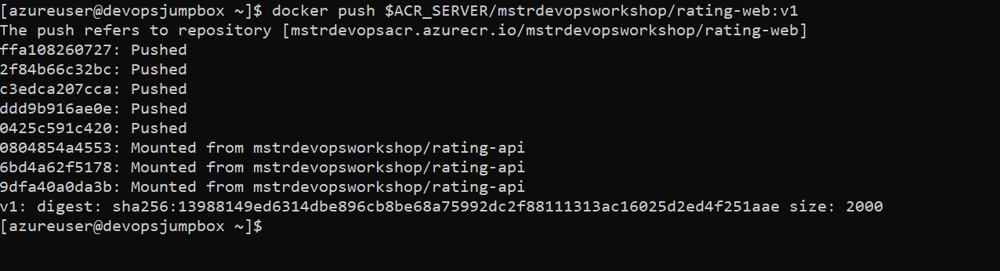 [azureuser@devopsjumpbox ~]$ docker push $ACR_SERVER/mstrdevopsworkshop/rating-web:v1
The push refers to repository [mstrdevopsacr.azurecr.io/mstrdevopsworkshop/rating-web]
ffa108260727: Pushed
2f84b66c32bc: Pushed
c3edca207cca: Pushed
ddd9b916ae0e: Pushed
0425c591c420: Pushed
0804854a4553: Mounted from mstrdevopsworkshop/rating-api
6bd4a62f5178: Mounted from mstrdevopsworkshop/rating-api
9dfa40a0da3b: Mounted from mstrdevopsworkshop/rating-api
v1: digest: sha256:13988149ed6314dbe896cb8be68a75992dc2f88111313ac16025d2ed4f251aae size: 2000
[azureuser@devopsjumpbox ~]$